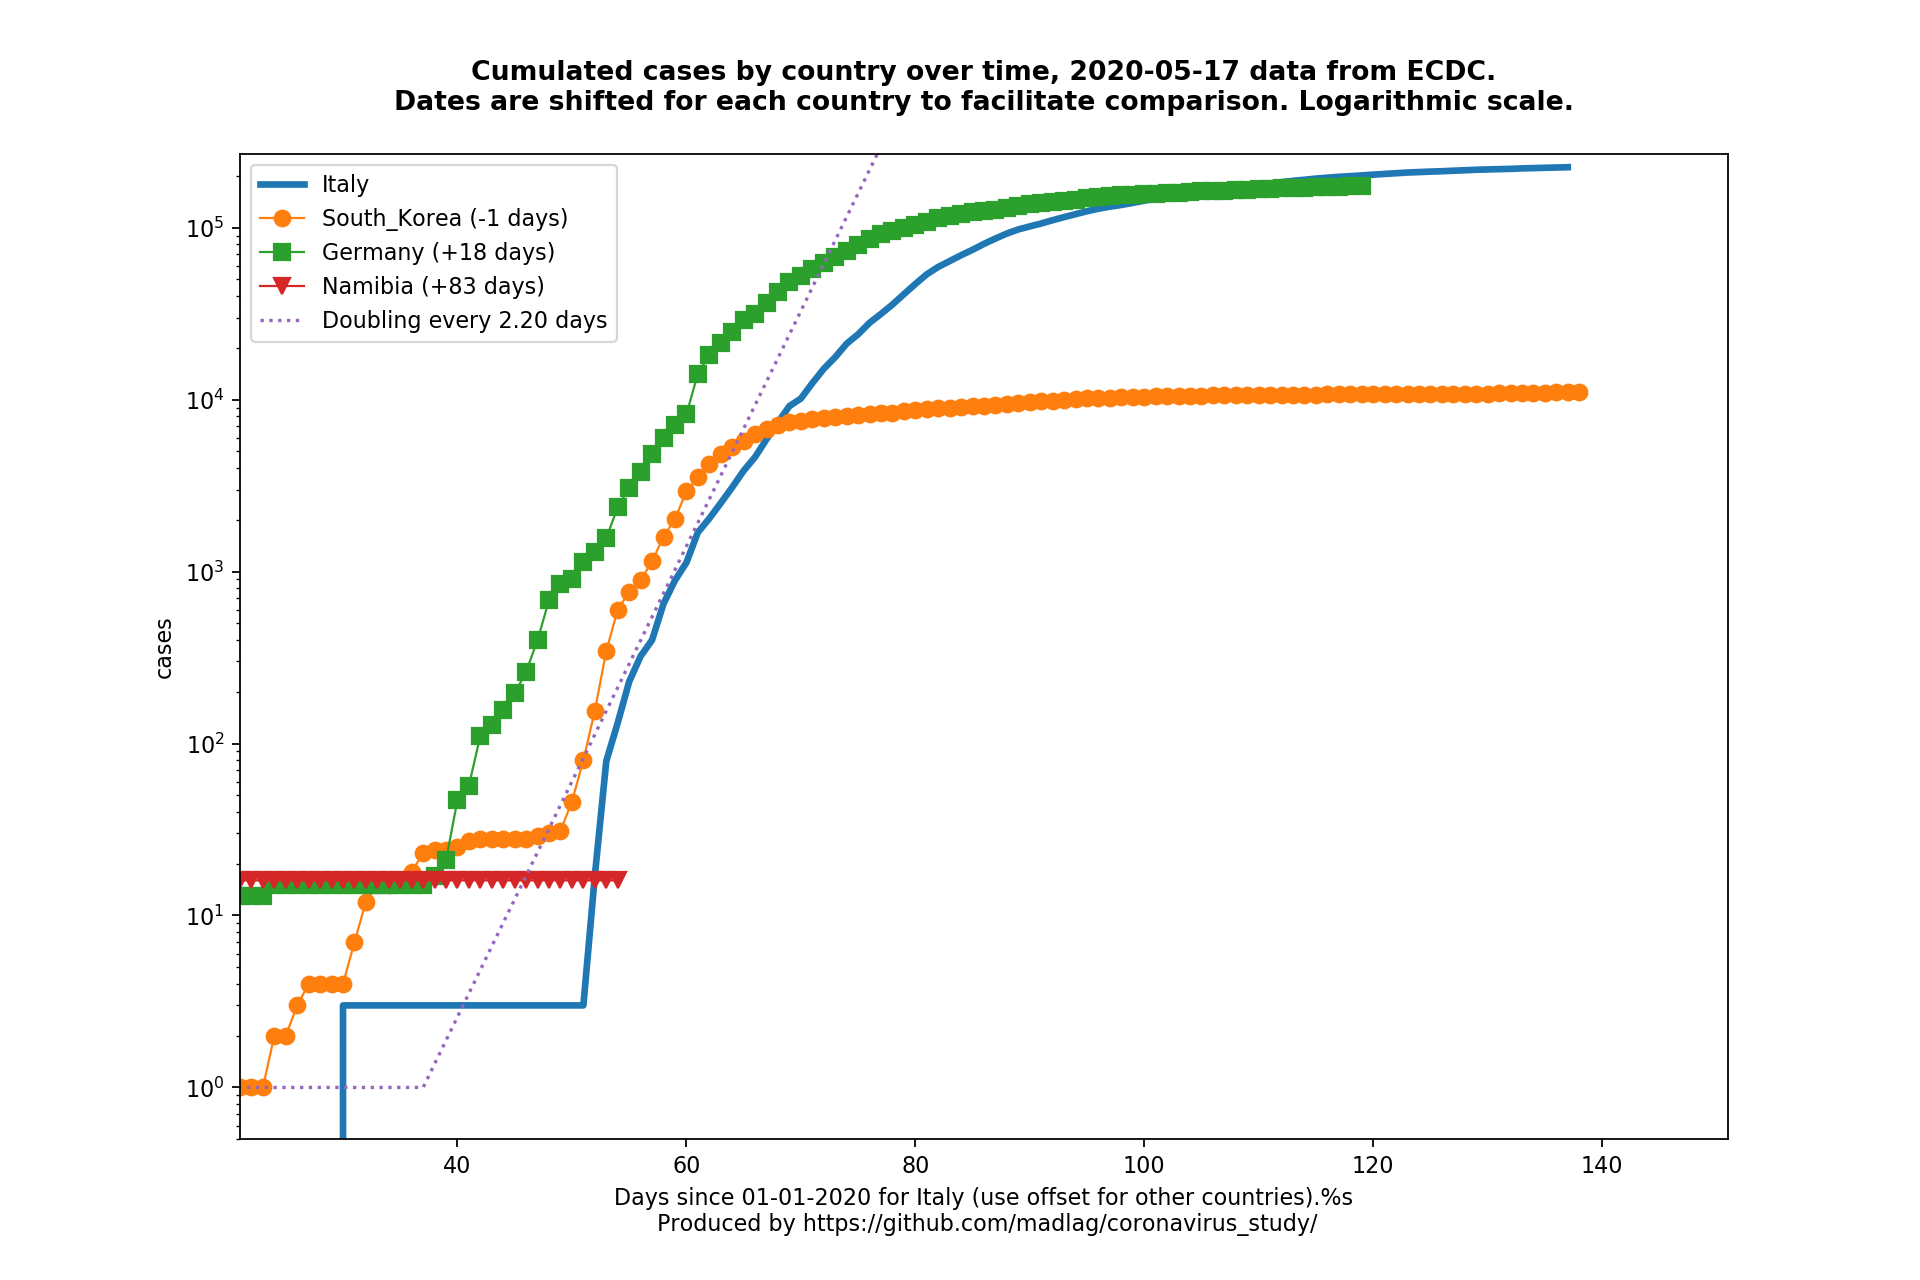 Cumulated cases by country over time, 2020-05-17 data from ECDC.
Dates are shifted for each country to facilitate comparison. Logarithmic scale.
Italy
South_Korea (-1 days)
Germany (+18 days)
Namibia (+83 days)
Doubling every 2.20 days
10^5
10^4
10^3
10^2
10^1
10^0
cases
40 60 80 100 120 140
Days since 01-01-2020 for Italy (use offset for other countries).%s
Produced by https://github.com/madlag/coronavirus_study/